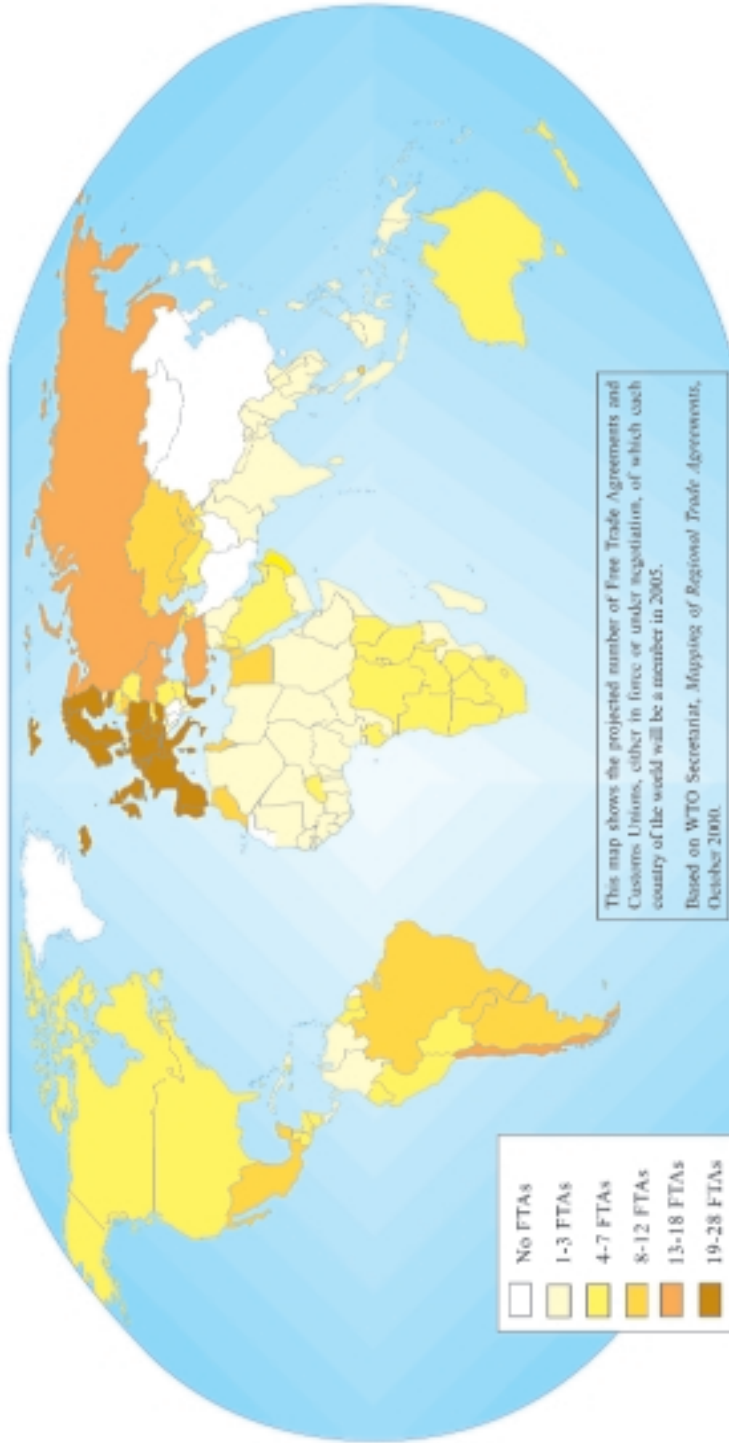 No FTAs
1-3 FTAs
4-7 FTAs
8-12 FTAs
13-18 FTAs
19-28 FTAs
This map shows the projected number of Free Trade Agreements and
Customs Unions, either in force or under negotiation, of which each
country of the world will be a member in 2005.
Based on WTO Secretariat, Mapping of Regional Trade Agreements,
October 2000.